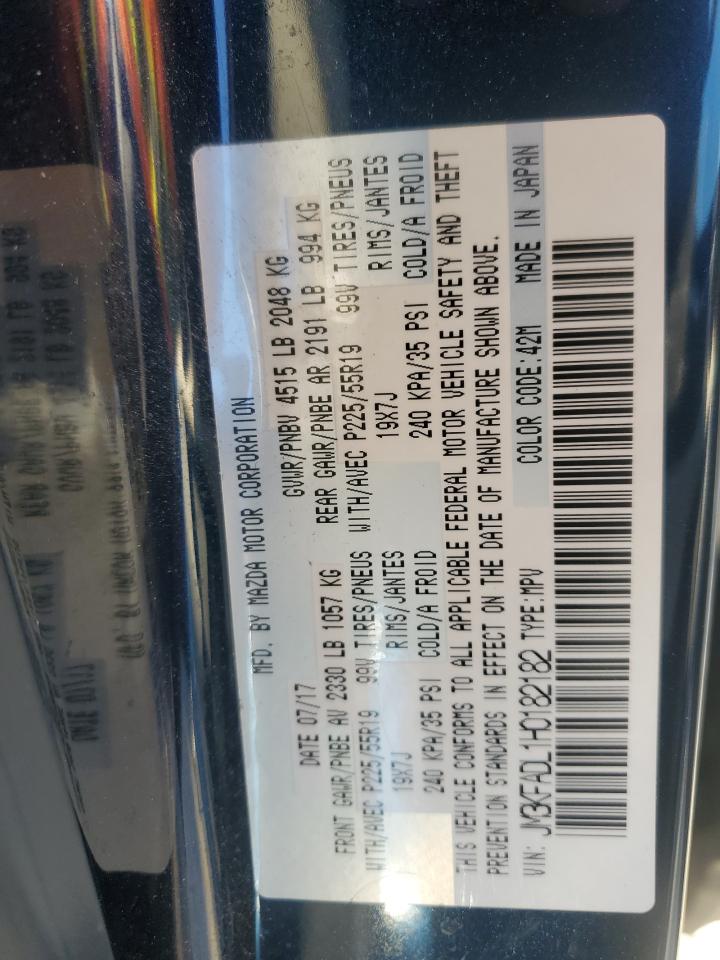 MFD. BY MAZDA MOTOR CORPORATION
DATE 07/17 GVWR/PNBV 4515 LB 2048 KG
FRONT GAWR/PNBE AV 2330 LB 1057 KG REAR GAWR/PNBE AR 2191 LB 994 KG
WITH/AVEC P225/55R19 99V TIRES/PNEUS WITH/AVEC P225/55R19 99V TIRES/PNEUS
19X7J RIMS/JANTES 19X7J RIMS/JANTES
240 KPA/35 PSI COLD/A FROID 240 KPA/35 PSI COLD/A FROID
THIS VEHICLE CONFORMS TO ALL APPLICABLE FEDERAL MOTOR VEHICLE SAFETY AND THEFT
PREVENTION STANDARDS IN EFFECT ON THE DATE OF MANUFACTURE SHOWN ABOVE.
VIN: JM3KFADL1H0182182 TYPE:MPV COLOR CODE:42M MADE IN JAPAN